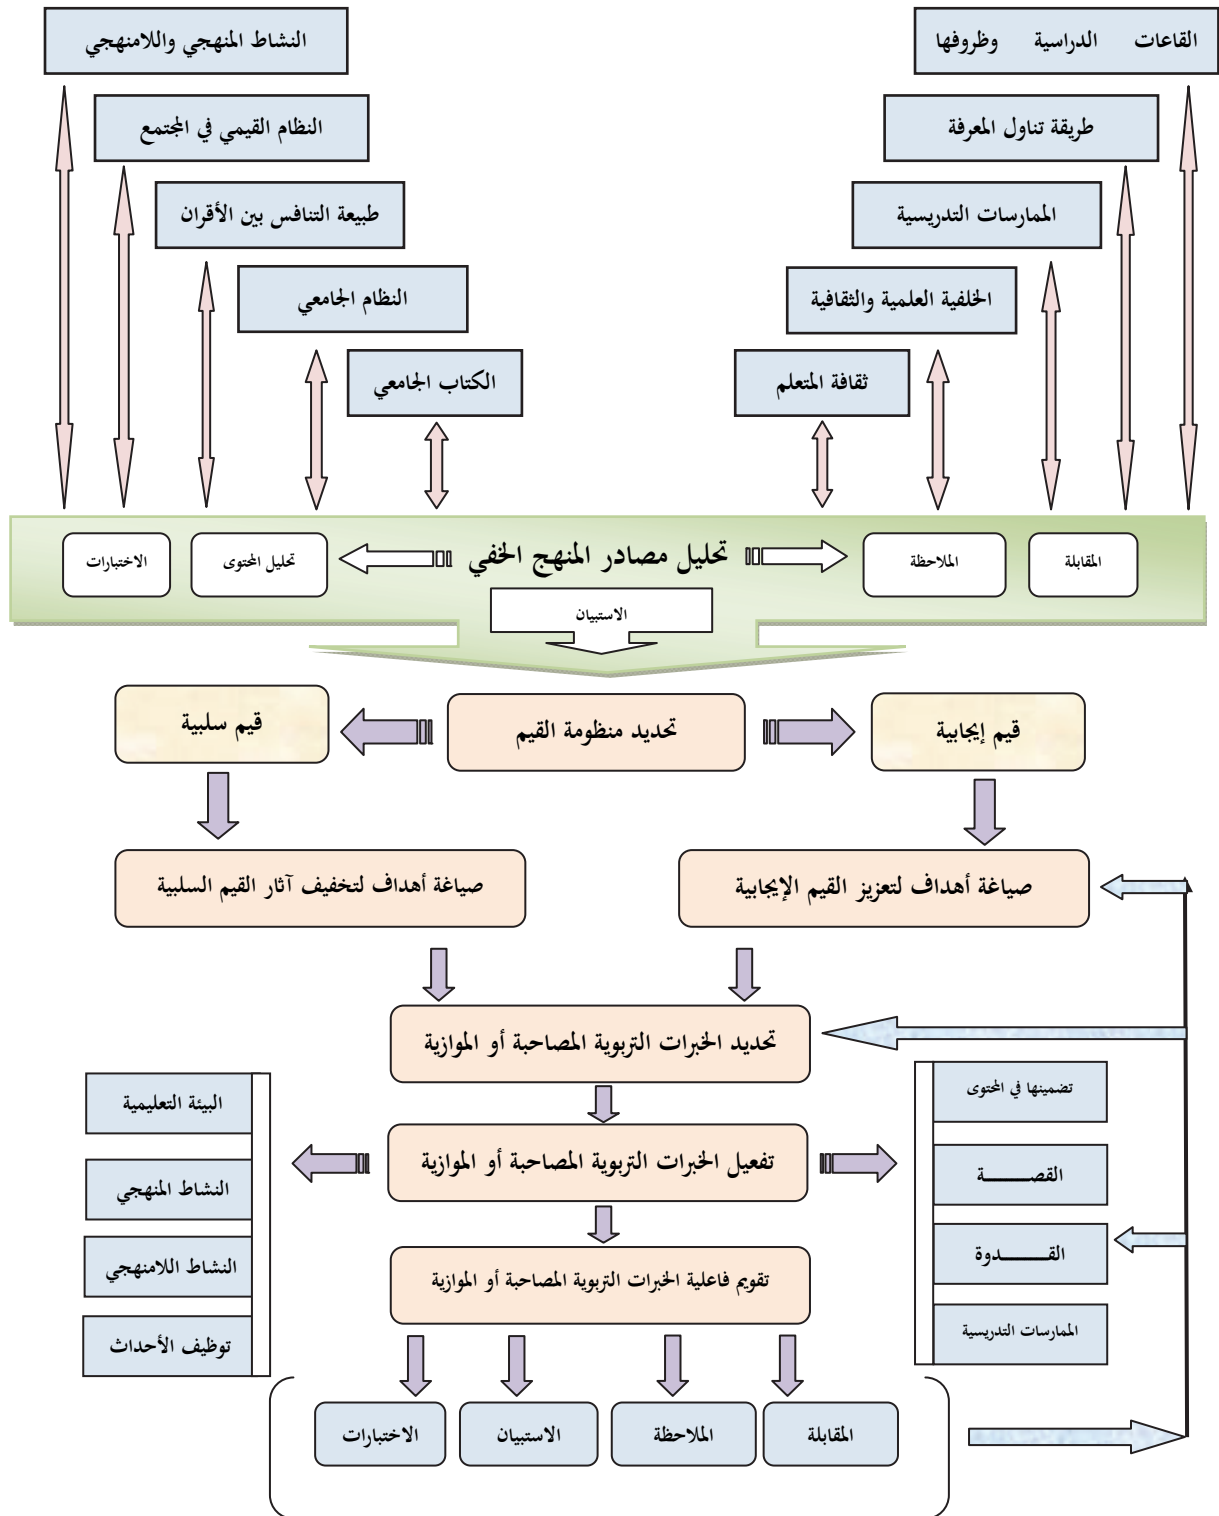 القاعات الدراسية وظروفها
النشاط المنهجي واللامنهجي
طريقة تناول المعرفة
النظام القيمي في المجتمع
الممارسات التدريسية
طبيعة التنافس بين الأقران
الخلفية العلمية والثقافية
النظام الجامعي
ثقافة المتعلم
الكتاب الجامعي
المقابلة
الملاحظة
تحليل مصادر المنهج الخفي
تحليل المحتوى
الاختبارات
الاستبيان
قيم إيجابية
تحديد منظومة القيم
قيم سلبية
صياغة أهداف لتعزيز القيم الإيجابية
صياغة أهداف لتخفيف آثار القيم السلبية
تحديد الخبرات التربوية المصاحبة أو الموازية
تضمينها في المحتوى
البيئة التعليمية
تفعيل الخبرات التربوية المصاحبة أو الموازية
القصــــــــة
النشاط المنهجي
القــــــــدوة
النشاط اللامنهجي
تقويم فاعلية الخبرات التربوية المصاحبة أو الموازية
الممارسات التدريسية
توظيف الأحداث
المقابلة
الملاحظة
الاستبيان
الاختبارات